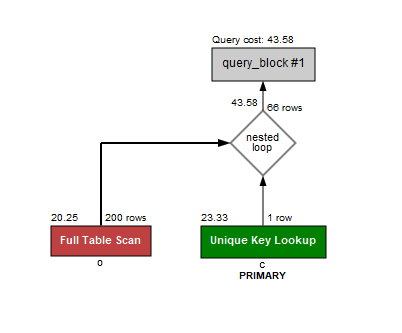 Query cost: 43.58
query_block #1
43.58
66 rows
nested
loop
20.25
200 rows
23.33
1 row
Full Table Scan
Unique Key Lookup
o
c
PRIMARY